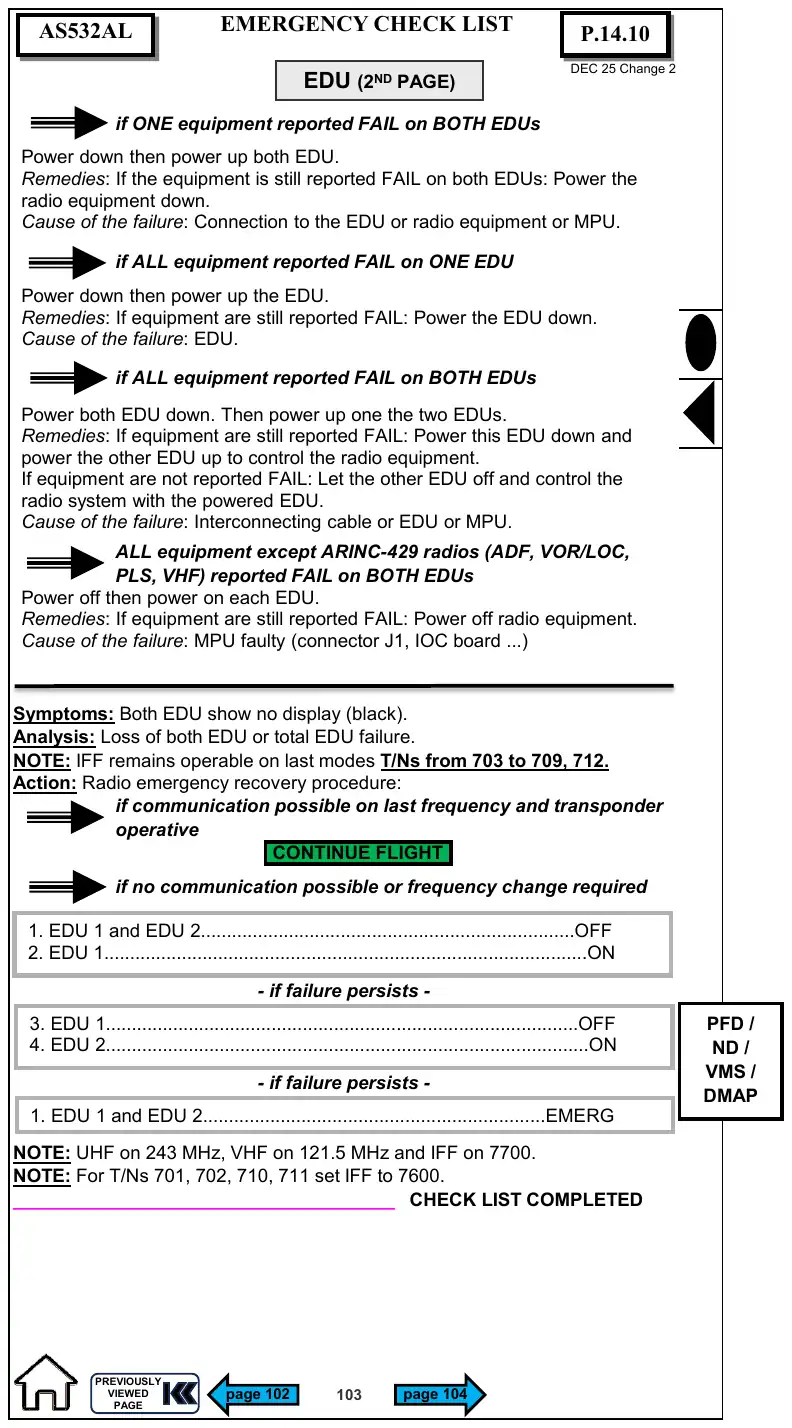 AS532AL
EMERGENCY CHECK LIST
P.14.10
DEC 25 Change 2
EDU (2ND PAGE)
if ONE equipment reported FAIL on BOTH EDUs
Power down then power up both EDU.
Remedies: If the equipment is still reported FAIL on both EDUs: Power the
radio equipment down.
Cause of the failure: Connection to the EDU or radio equipment or MPU.
if ALL equipment reported FAIL on ONE EDU
Power down then power up the EDU.
Remedies: If equipment are still reported FAIL: Power the EDU down.
Cause of the failure: EDU.
if ALL equipment reported FAIL on BOTH EDUs
Power both EDU down. Then power up one the two EDUs.
Remedies: If equipment are still reported FAIL: Power this EDU down and
power the other EDU up to control the radio equipment.
If equipment are not reported FAIL: Let the other EDU off and control the
radio system with the powered EDU.
Cause of the failure: Interconnecting cable or EDU or MPU.
ALL equipment except ARINC-429 radios (ADF, VOR/LOC,
PLS, VHF) reported FAIL on BOTH EDUs
Power off then power on each EDU.
Remedies: If equipment are still reported FAIL: Power off radio equipment.
Cause of the failure: MPU faulty (connector J1, IOC board ...)
Symptoms: Both EDU show no display (black).
Analysis: Loss of both EDU or total EDU failure.
NOTE: IFF remains operable on last modes T/Ns from 703 to 709, 712.
Action: Radio emergency recovery procedure:
if communication possible on last frequency and transponder
operative
CONTINUE FLIGHT
if no communication possible or frequency change required
1. EDU 1 and EDU 2........................................................................OFF
2. EDU 1.............................................................................................ON
- if failure persists -
3. EDU 1...........................................................................................OFF
4. EDU 2.............................................................................................ON
- if failure persists -
1. EDU 1 and EDU 2..................................................................EMERG
PFD /
ND /
VMS /
DMAP
NOTE: UHF on 243 MHz, VHF on 121.5 MHz and IFF on 7700.
NOTE: For T/Ns 701, 702, 710, 711 set IFF to 7600.
CHECK LIST COMPLETED
PREVIOUSLY
VIEWED
PAGE
page 102
103
page 104